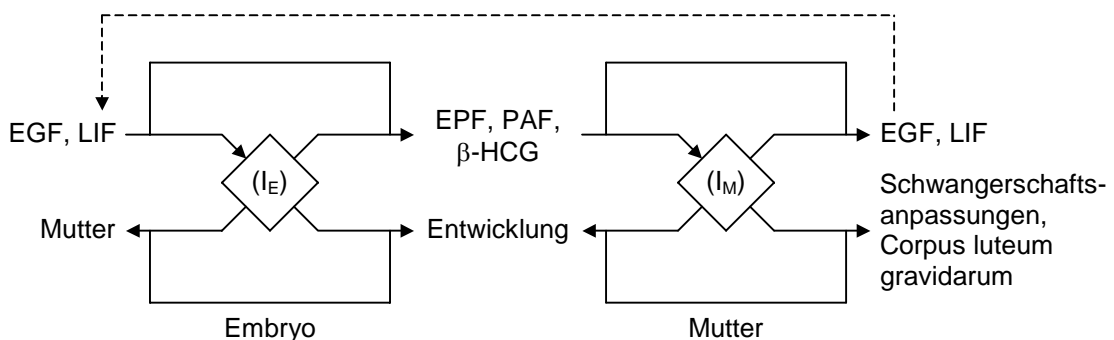 EGF, LIF
(I_E)
EPF, PAF,
β-HCG
(I_M)
EGF, LIF
Mutter
Entwicklung
Schwangerschafts-
anpassungen,
Corpus luteum
gravidarum
Embryo
Mutter